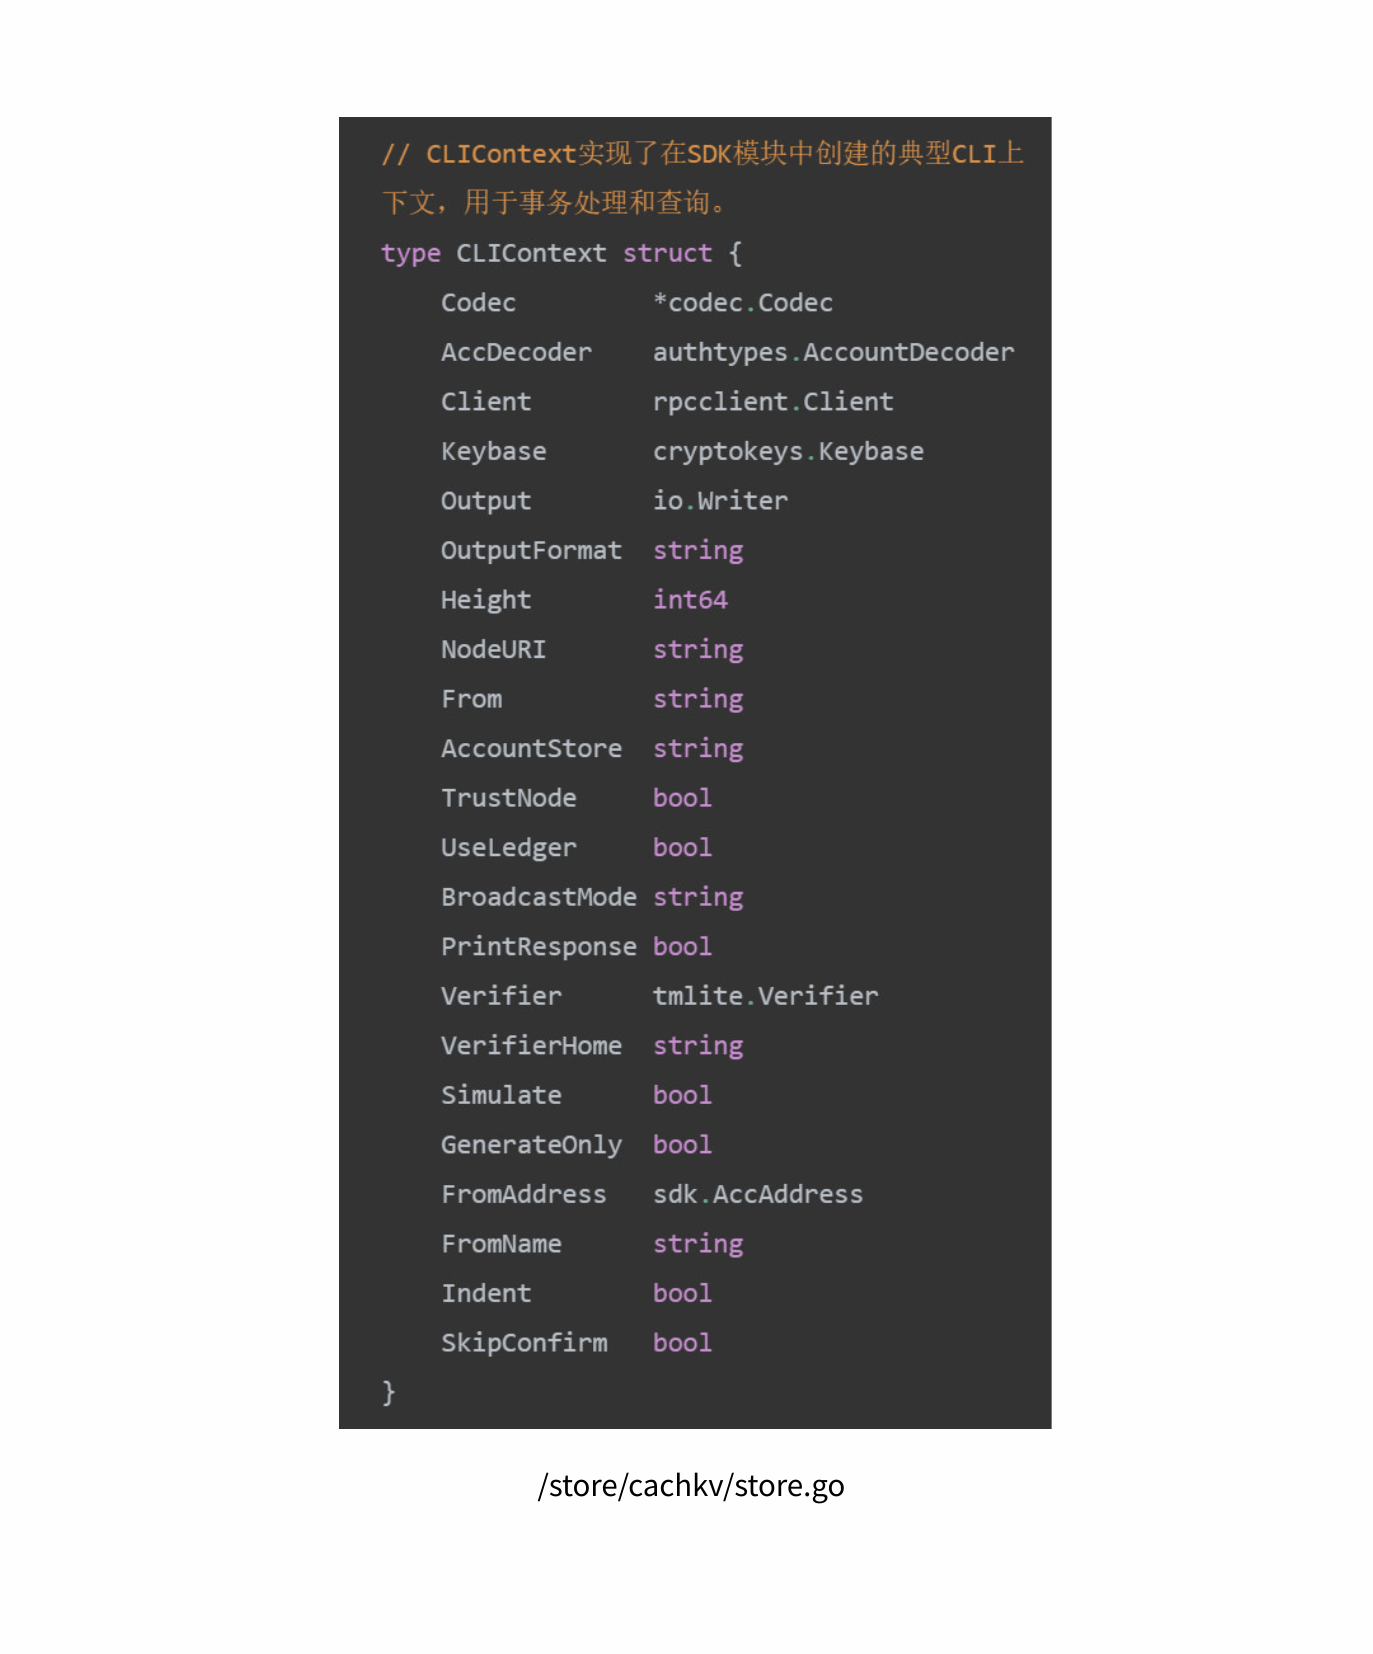 // CLIContext实现了在SDK模块中创建的典型CLI上
下文，用于事务处理和查询。
type CLIContext struct {
    Codec         *codec.Codec
    AccDecoder    authtypes.AccountDecoder
    Client        rpcclient.Client
    Keybase       cryptokeys.Keybase
    Output        io.Writer
    OutputFormat  string
    Height        int64
    NodeURI       string
    From          string
    AccountStore  string
    TrustNode     bool
    UseLedger     bool
    BroadcastMode string
    PrintResponse bool
    Verifier      tmlite.Verifier
    VerifierHome  string
    Simulate      bool
    GenerateOnly  bool
    FromAddress   sdk.AccAddress
    FromName      string
    Indent        bool
    SkipConfirm   bool
}
/store/cachkv/store.go